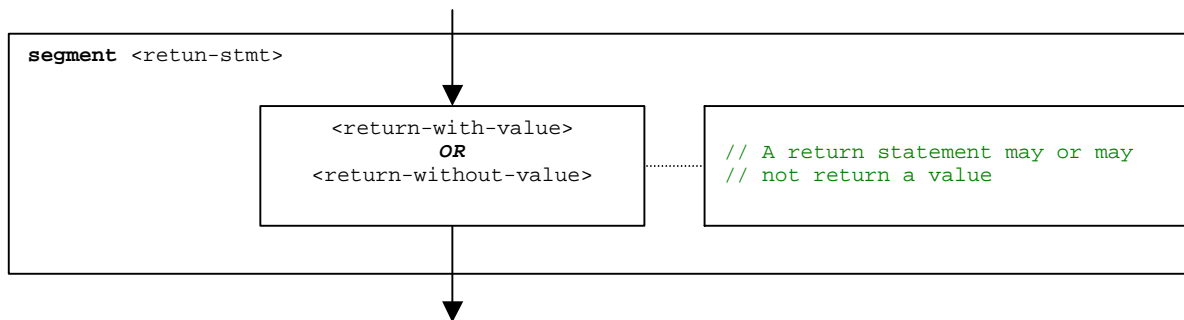 segment <retun-stmt>
<return-with-value>
OR
<return-without-value>
// A return statement may or may
// not return a value